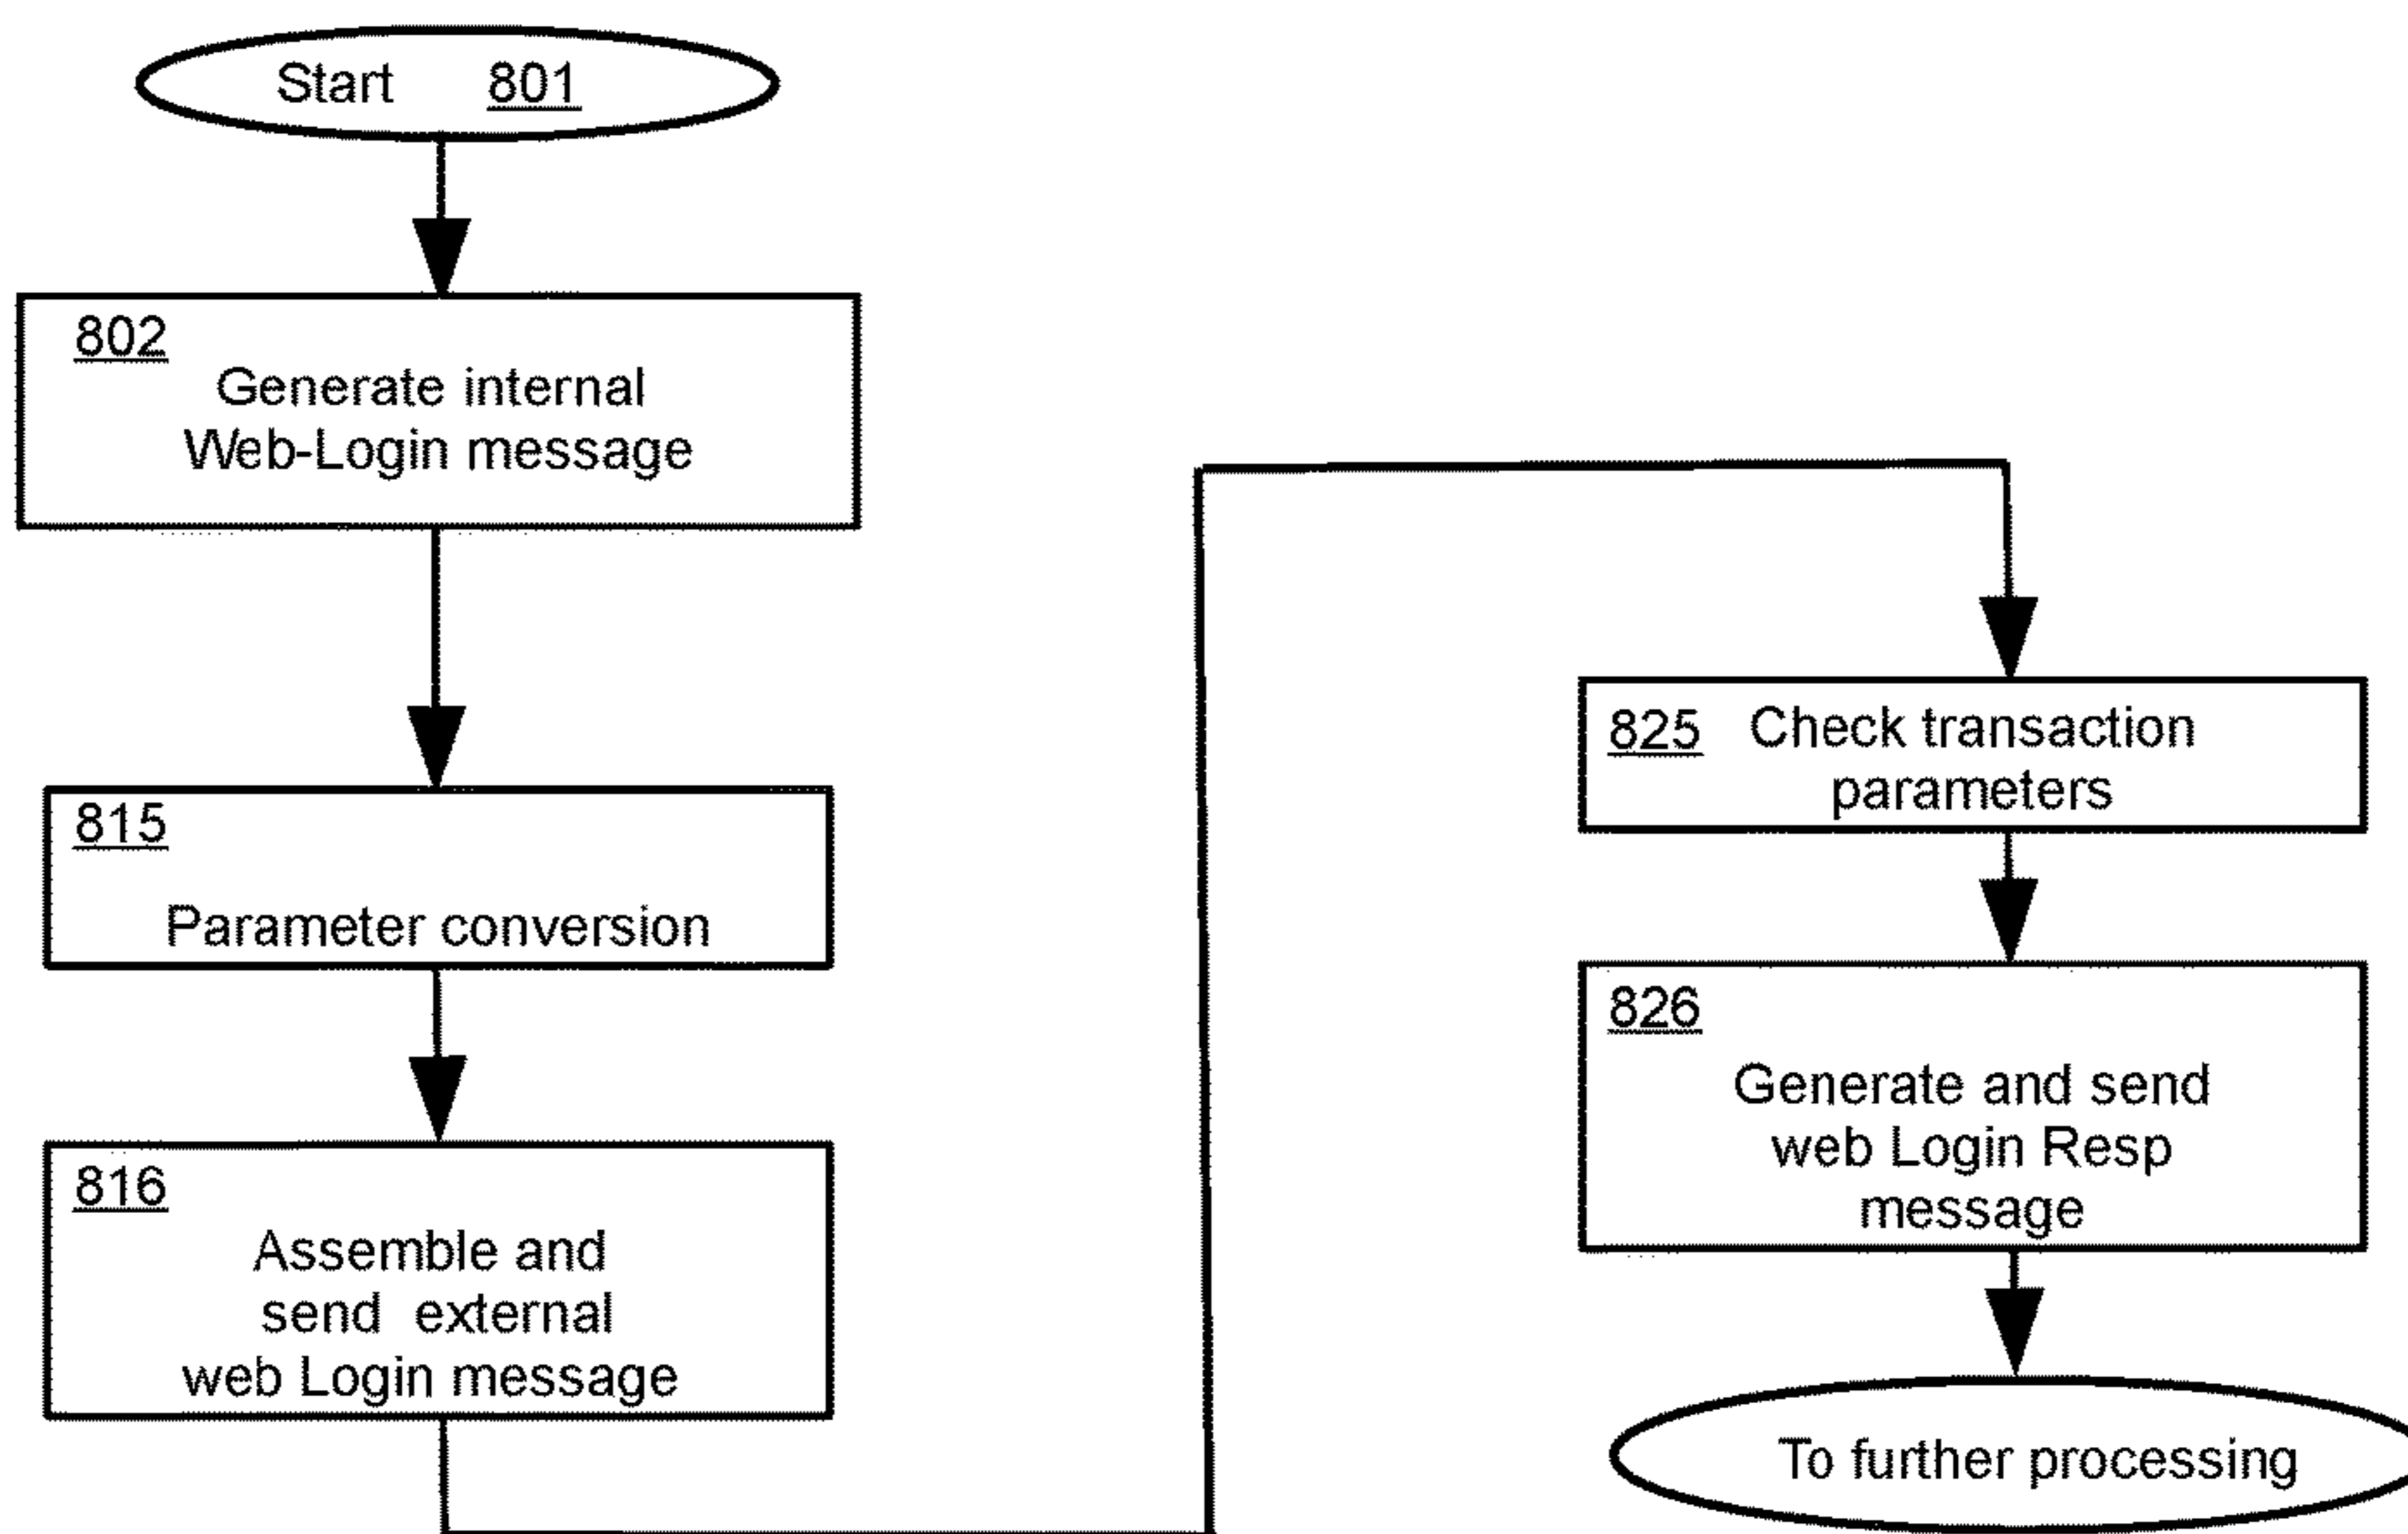 Start 801
802
Generate internal
Web-Login message
815
Parameter conversion
816
Assemble and
send external
web Login message
825 Check transaction
parameters
826
Generate and send
web Login Resp
message
To further processing